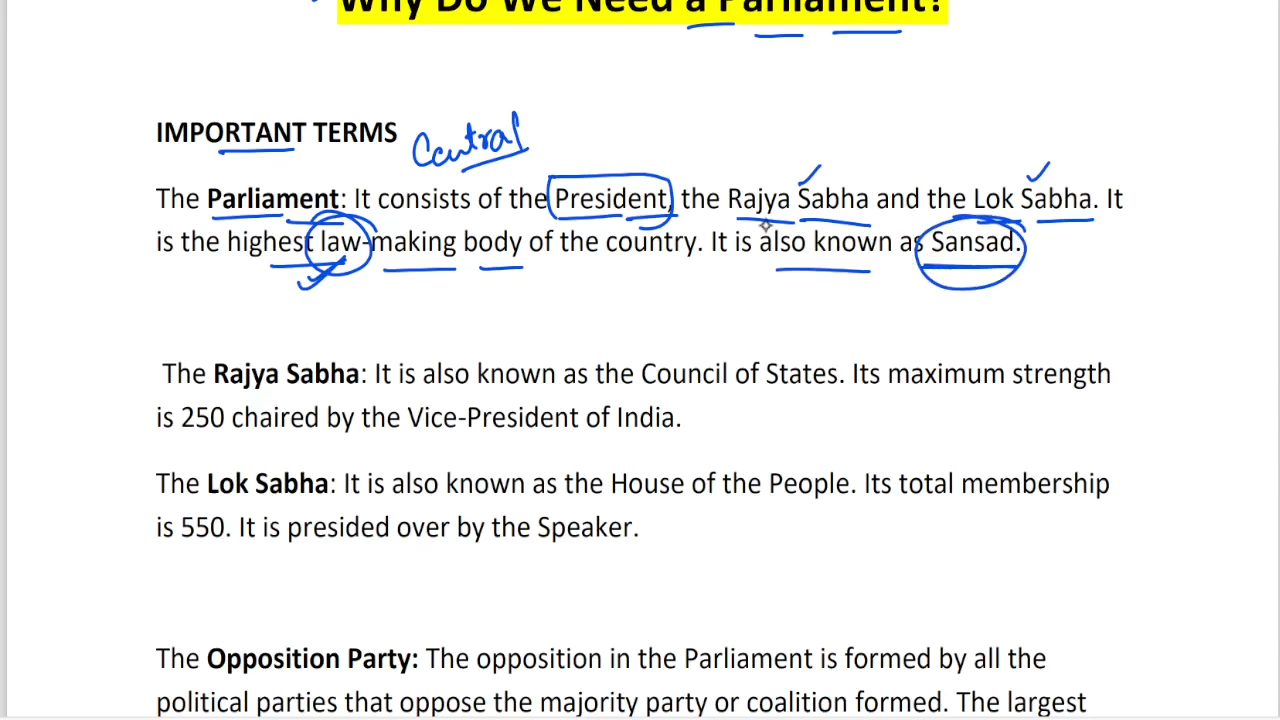 Why Do We Need a Parliament?
IMPORTANT TERMS
Central
The Parliament: It consists of the President, the Rajya Sabha and the Lok Sabha. It
is the highest law-making body of the country. It is also known as Sansad.
The Rajya Sabha: It is also known as the Council of States. Its maximum strength
is 250 chaired by the Vice-President of India.
The Lok Sabha: It is also known as the House of the People. Its total membership
is 550. It is presided over by the Speaker.
The Opposition Party: The opposition in the Parliament is formed by all the
political parties that oppose the majority party or coalition formed. The largest